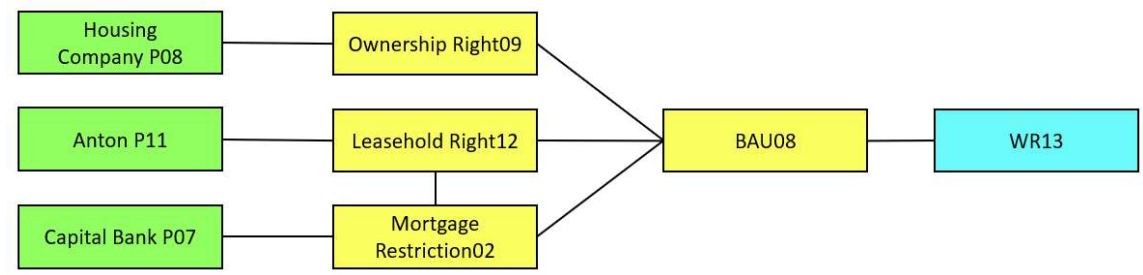 Housing
Company P08
Ownership Right09
Anton P11
Leasehold Right12
BAU08
WR13
Capital Bank P07
Mortgage
Restriction02